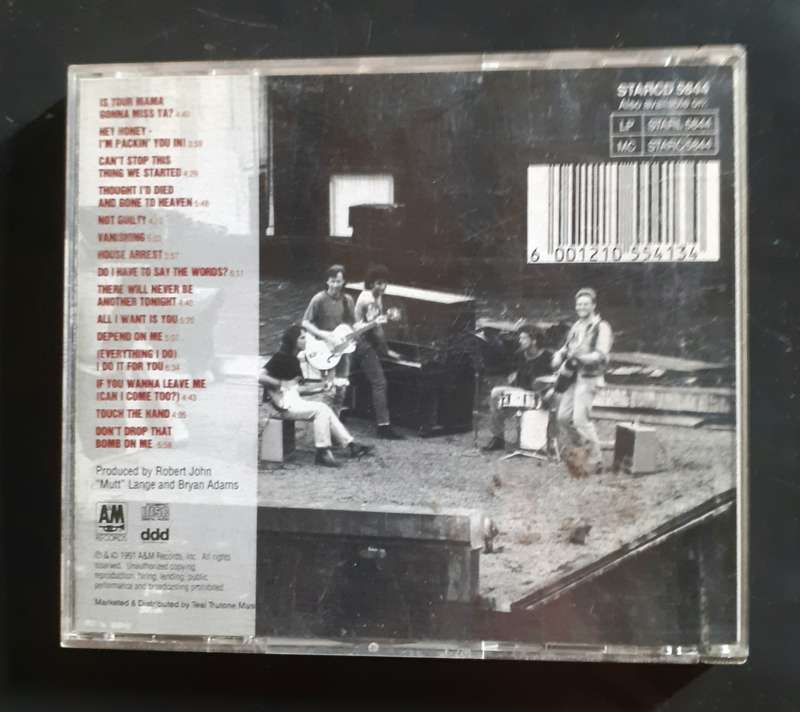 IS YOUR MAMA
GONNA MISS YA? 4:40
HEY HONEY -
I'M PACKIN' YOU IN! 3:59
CAN'T STOP THIS
THING WE STARTED 4:29
THOUGHT I'D DIED
AND GONE TO HEAVEN 5:48
NOT GUILTY
VANISHING
HOUSE ARREST 3:57
DO I HAVE TO SAY THE WORDS? 6:11
THERE WILL NEVER BE
ANOTHER TONIGHT 4:40
ALL I WANT IS YOU 5:20
DEPEND ON ME 5:07
(EVERYTHING I DO)
I DO IT FOR YOU 6:34
IF YOU WANNA LEAVE ME
(CAN I COME TOO?) 4:43
TOUCH THE HAND 4:05
DON'T DROP THAT
BOMB ON ME 5:58
Produced by Robert John
"Mutt" Lange and Bryan Adams
A&M
RECORDS
disc
DIGITAL AUDIO
ddd
℗ & © 1991 A&M Records, Inc. All rights
reserved. Unauthorized copying,
reproduction, hiring, lending, public
performance and broadcasting prohibited.
Marketed & Distributed by Teal Trutone Mus
STARCD 5844
Also available on:
LP STARL 5844
MC STARC 5844
6 001210 554134